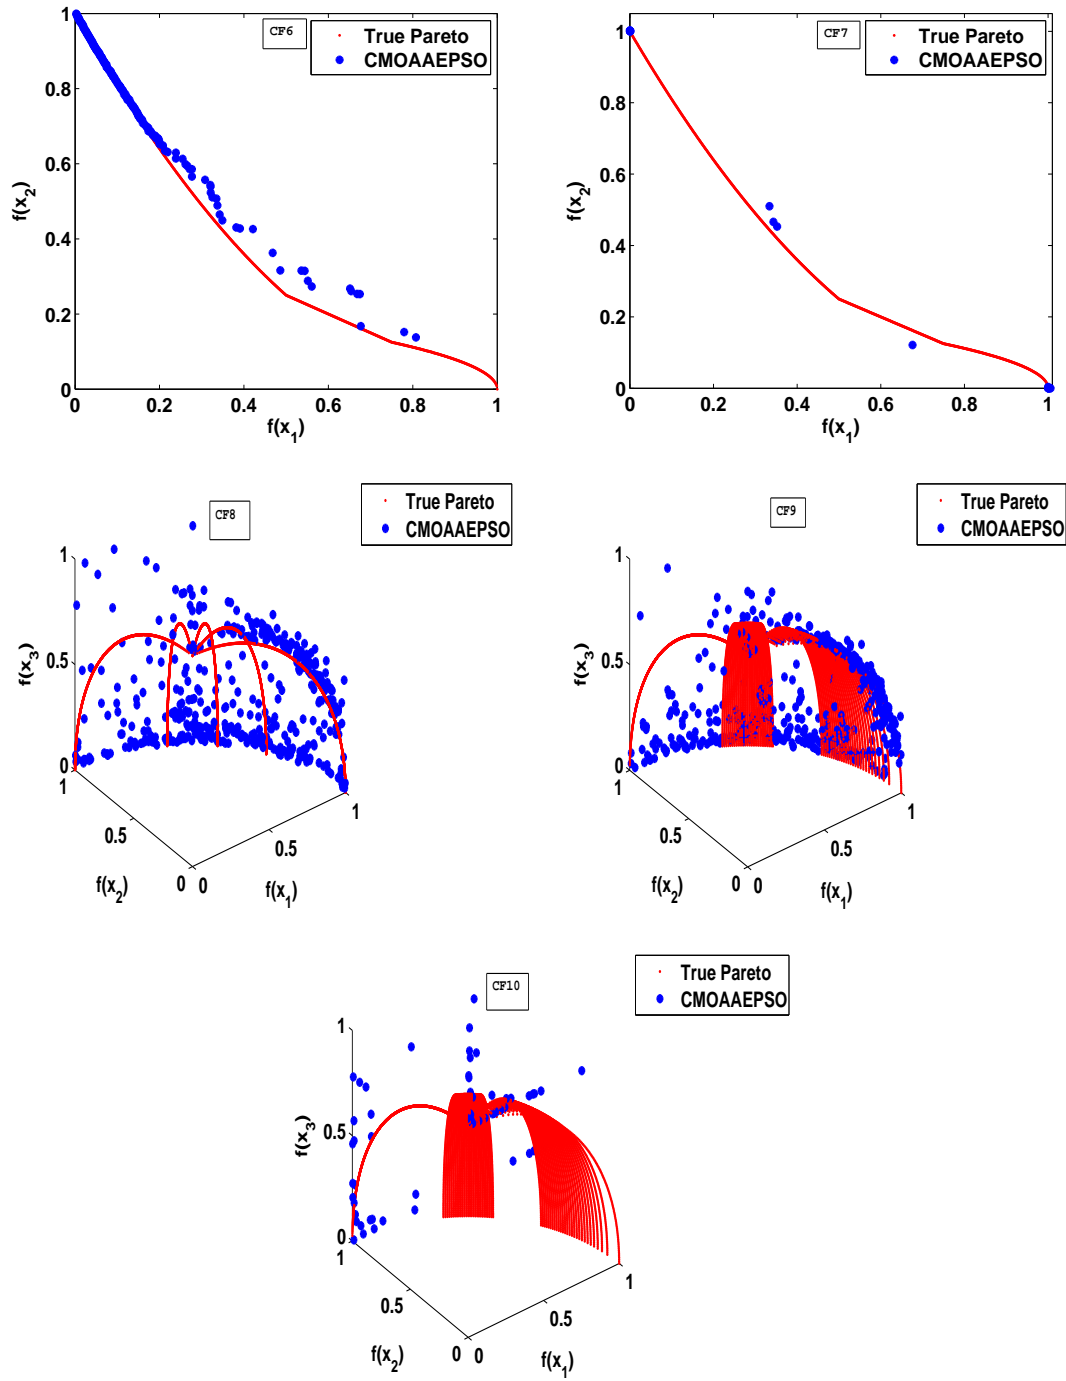 CF6
True Pareto
CMOAAEPSO
1
0.8
0.6
0.4
0.2
0
f(x2)
0 0.2 0.4 0.6 0.8 1
f(x1)
CF7
True Pareto
CMOAAEPSO
1
0.8
0.6
0.4
0.2
0
f(x2)
0 0.2 0.4 0.6 0.8 1
f(x1)
CF8
True Pareto
CMOAAEPSO
1
0.5
0
f(x3)
1
0.5
0
f(x2)
0
0.5
1
f(x1)
CF9
True Pareto
CMOAAEPSO
1
0.5
0
f(x3)
1
0.5
0
f(x2)
0
0.5
1
f(x1)
CF10
True Pareto
CMOAAEPSO
1
0.5
0
f(x3)
1
0.5
0
f(x2)
0
0.5
1
f(x1)